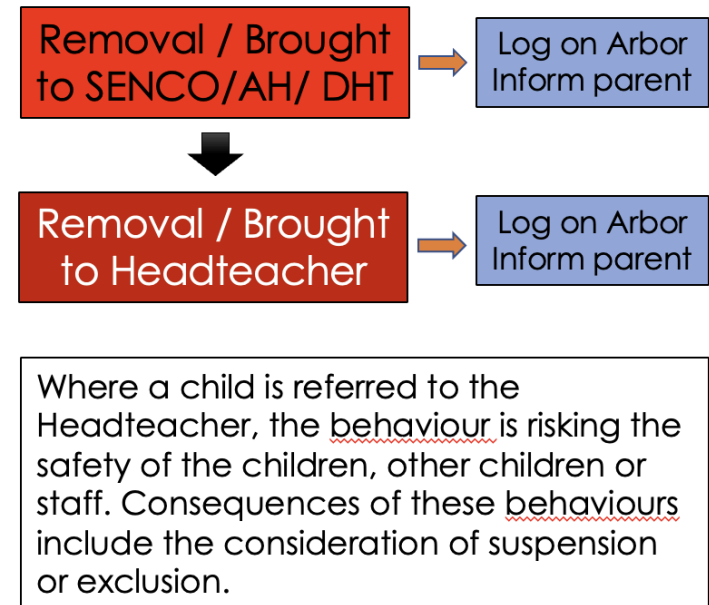 Removal / Brought
to SENCO/AH/ DHT
Log on Arbor
Inform parent
Removal / Brought
to Headteacher
Log on Arbor
Inform parent
Where a child is referred to the
Headteacher, the behaviour is risking the
safety of the children, other children or
staff. Consequences of these behaviours
include the consideration of suspension
or exclusion.